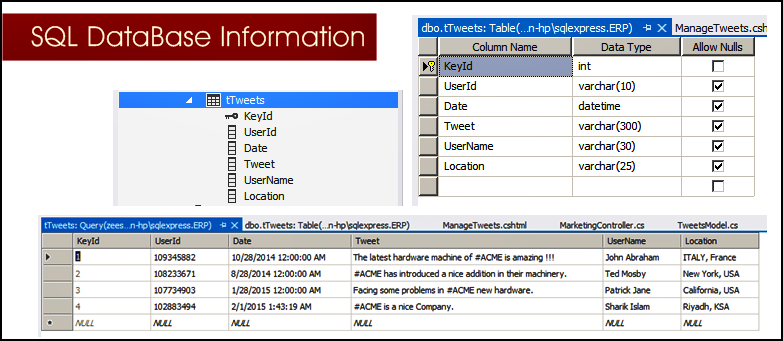 SQL DataBase Information
dbo.tTweets: Table(...n-hp\sqlexpress.ERP) ManageTweets.csh
Column Name Data Type Allow Nulls
KeyId int
UserId varchar(10)
Date datetime
Tweet varchar(300)
UserName varchar(30)
Location varchar(25)
tTweets
KeyId
UserId
Date
Tweet
UserName
Location
tTweets: Query(zees...n-hp\sqlexpress.ERP) dbo.tTweets: Table(...n-hp\sqlexpress.ERP) ManageTweets.cshtml MarketingController.cs TweetsModel.cs
KeyId UserId Date Tweet UserName Location
1 109345882 10/28/2014 12:00:00 AM The latest hardware machine of #ACME is amazing !!! John Abraham ITALY, France
2 108233671 8/28/2014 12:00:00 AM #ACME has introduced a nice addition in their machinery. Ted Mosby New York, USA
3 107734903 1/28/2015 12:00:00 AM Facing some problems in #ACME new hardware. Patrick Jane California, USA
4 102883494 2/1/2015 1:43:19 AM #ACME is a nice Company. Sharik Islam Riyadh, KSA
NULL NULL NULL NULL NULL NULL